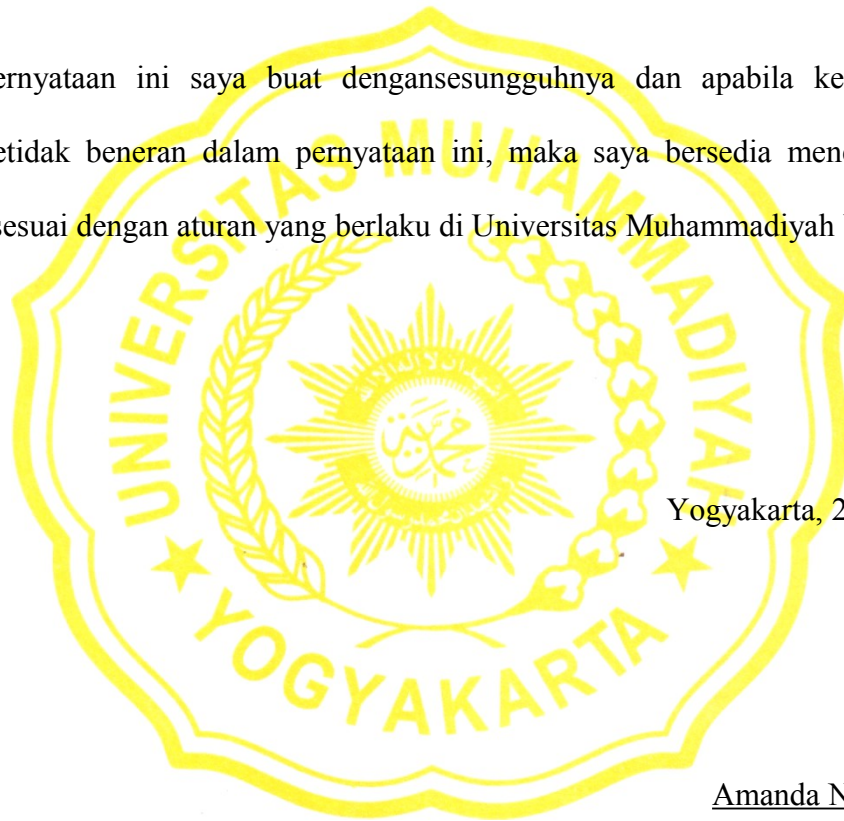 ernyataan ini saya buat dengansesungguhnya dan apabila ke
etidak beneran dalam pernyataan ini, maka saya bersedia mene
sesuai dengan aturan yang berlaku di Universitas Muhammadiyah
UNIVERSITAS MUHAMMADIYAH
Yogyakarta, 2
YOGYAKARTA
Amanda N